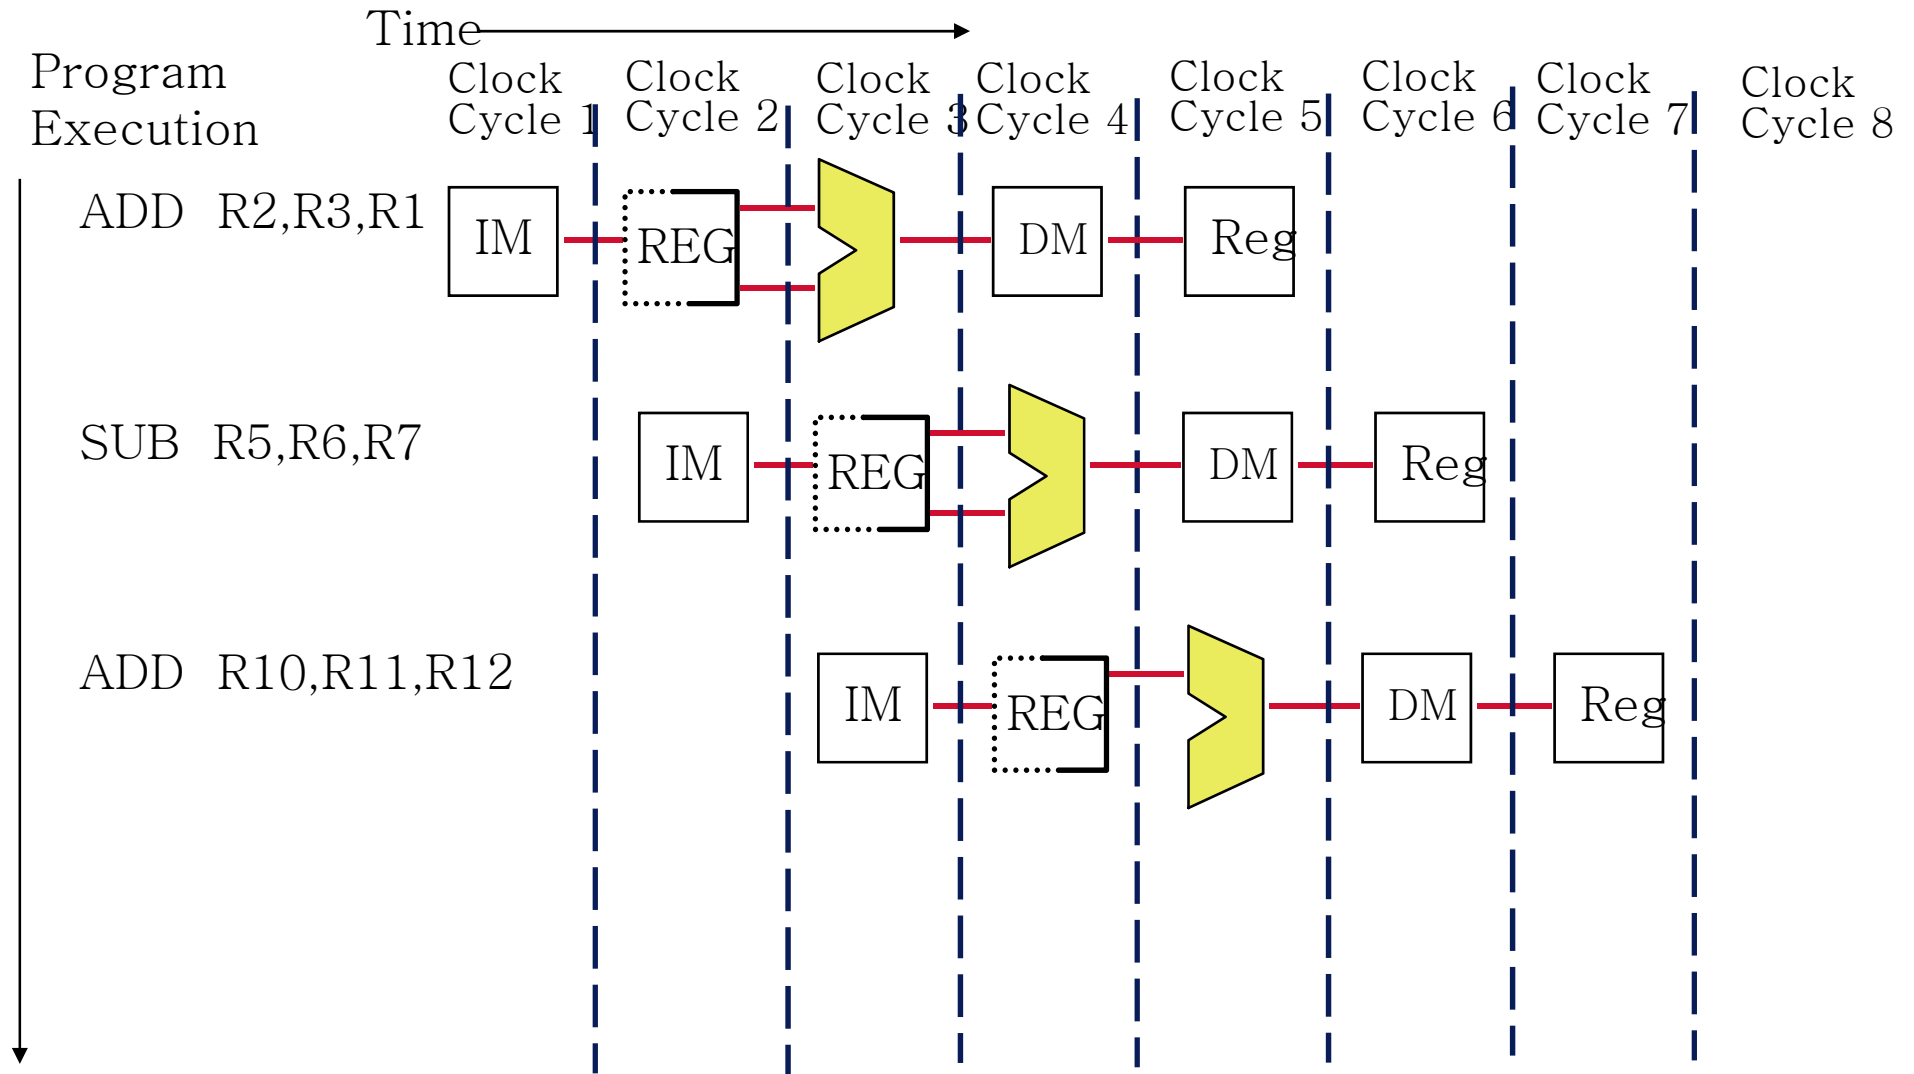 Time
Program
Execution
Clock
Cycle 1
Clock
Cycle 2
Clock
Cycle 3
Clock
Cycle 4
Clock
Cycle 5
Clock
Cycle 6
Clock
Cycle 7
Clock
Cycle 8
ADD R2,R3,R1
IM
REG
DM
Reg
SUB R5,R6,R7
IM
REG
DM
Reg
ADD R10,R11,R12
IM
REG
DM
Reg